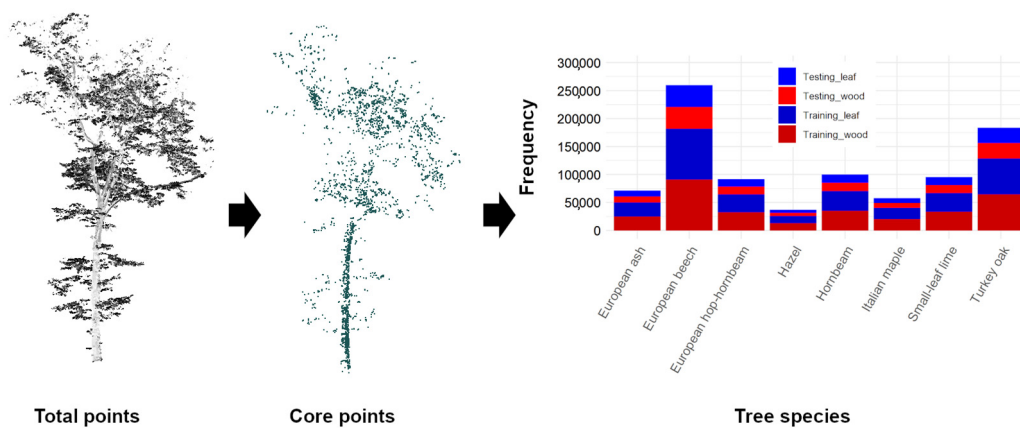 300,000
250,000
200,000
150,000
100,000
50,000
0
Frequency
Testing_leaf
Testing_wood
Training_leaf
Training_wood
European ash
European beech
European hop-hornbeam
Hazel
Hornbeam
Italian maple
Small-leaf lime
Turkey oak
Total points
Core points
Tree species